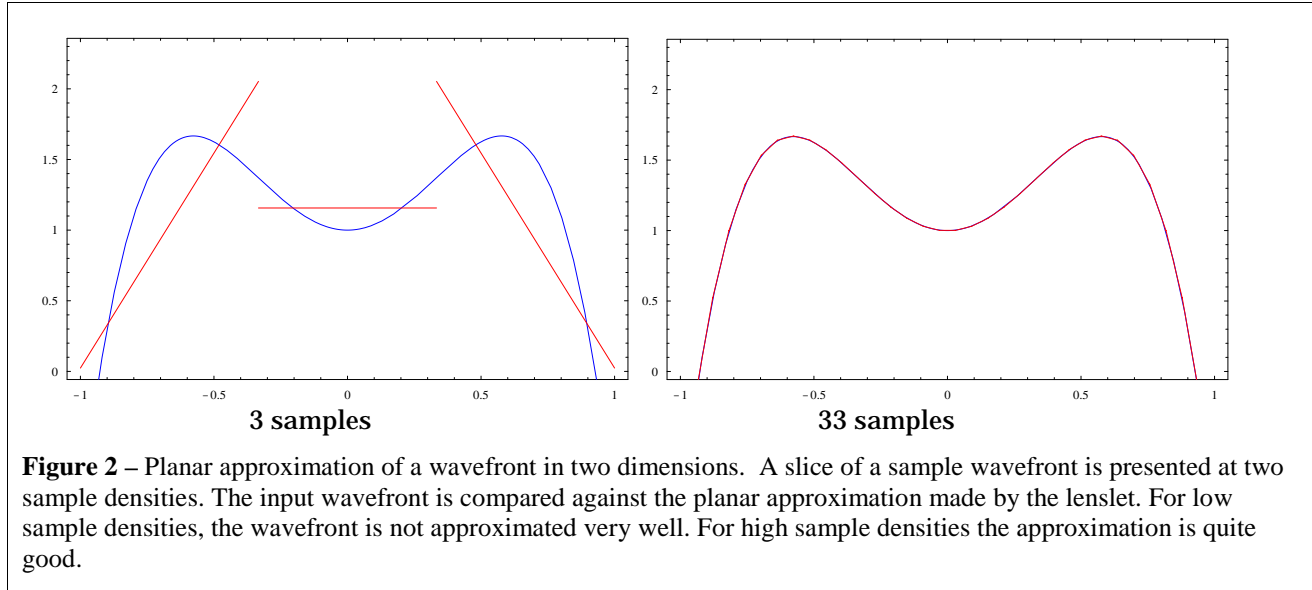 2
1.5
1
0.5
0
-1 -0.5 0 0.5 1
3 samples
2
1.5
1
0.5
0
-1 -0.5 0 0.5 1
33 samples
Figure 2 – Planar approximation of a wavefront in two dimensions. A slice of a sample wavefront is presented at two
sample densities. The input wavefront is compared against the planar approximation made by the lenslet. For low
sample densities, the wavefront is not approximated very well. For high sample densities the approximation is quite
good.